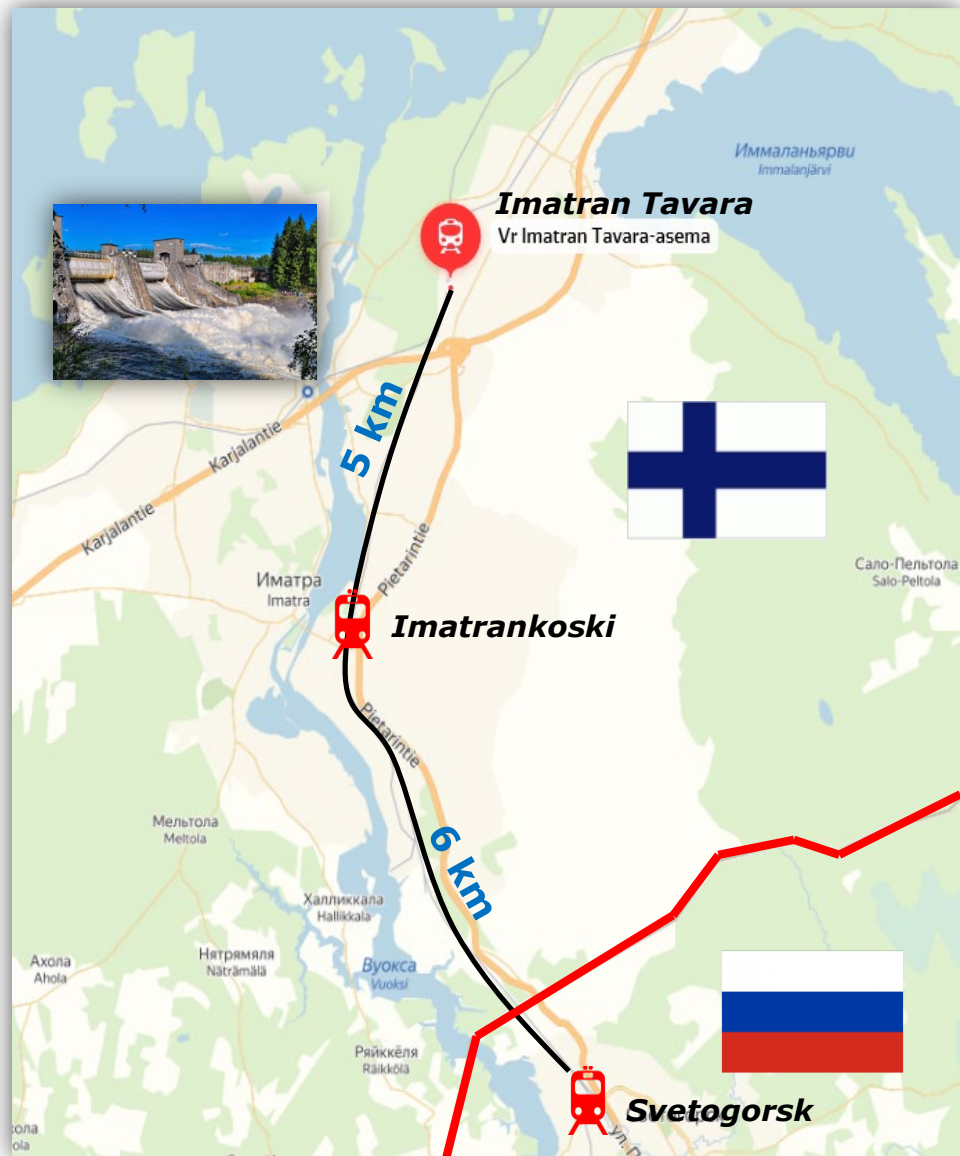 Иммаланъярви
Immalanjärvi
Imatran Tavara
Vr Imatran Tavara-asema
5 km
Karjalantie
Karjalantie
Pietarintie
Сало-Пельтола
Salo-Peltola
Иматра
Imatra
Imatrankoski
Pietarintie
Мельтола
Meltola
6 km
Халликкала
Hallikkala
Нятрямяля
Näträmälä
Ахола
Ahola
Вуокса
Vuoksi
Ряйккёля
Räikkölä
Svetogorsk